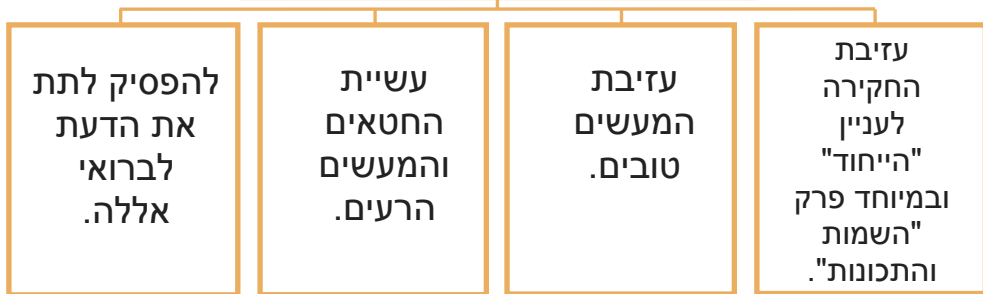 עזיבת
החקירה
לעניין
"הייחוד"
ובמיוחד פרק
"השמות
והתכונות".
עזיבת
המעשים
טובים.
עשיית
החטאים
והמעשים
הרעים.
להפסיק לתת
את הדעת
לברואי
אללה.